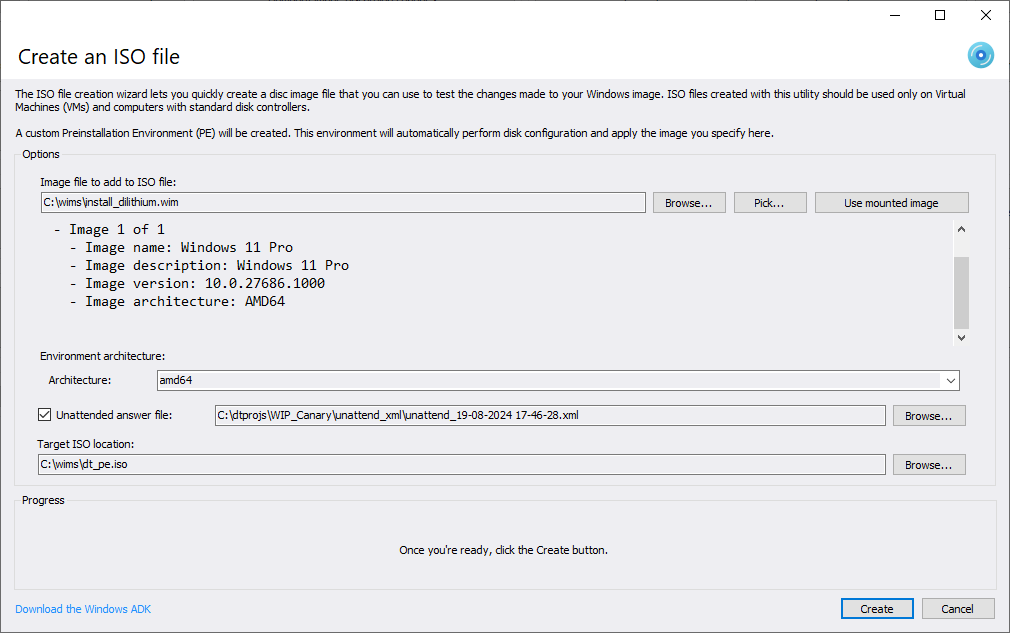 Create an ISO file
The ISO file creation wizard lets you quickly create a disc image file that you can use to test the changes made to your Windows image. ISO files created with this utility should be used only on Virtual
Machines (VMs) and computers with standard disk controllers.
A custom Preinstallation Environment (PE) will be created. This environment will automatically perform disk configuration and apply the image you specify here.
Options
Image file to add to ISO file:
C:\wims\install_dilithium.wim
Browse...
Pick...
Use mounted image
- Image 1 of 1
- Image name: Windows 11 Pro
- Image description: Windows 11 Pro
- Image version: 10.0.27686.1000
- Image architecture: AMD64
Environment architecture:
Architecture:
amd64
Unattended answer file:
C:\dtprojs\WIP_Canary\unattend_xml\unattend_19-08-2024 17-46-28.xml
Browse...
Target ISO location:
C:\wims\dt_pe.iso
Browse...
Progress
Once you're ready, click the Create button.
Download the Windows ADK
Create
Cancel